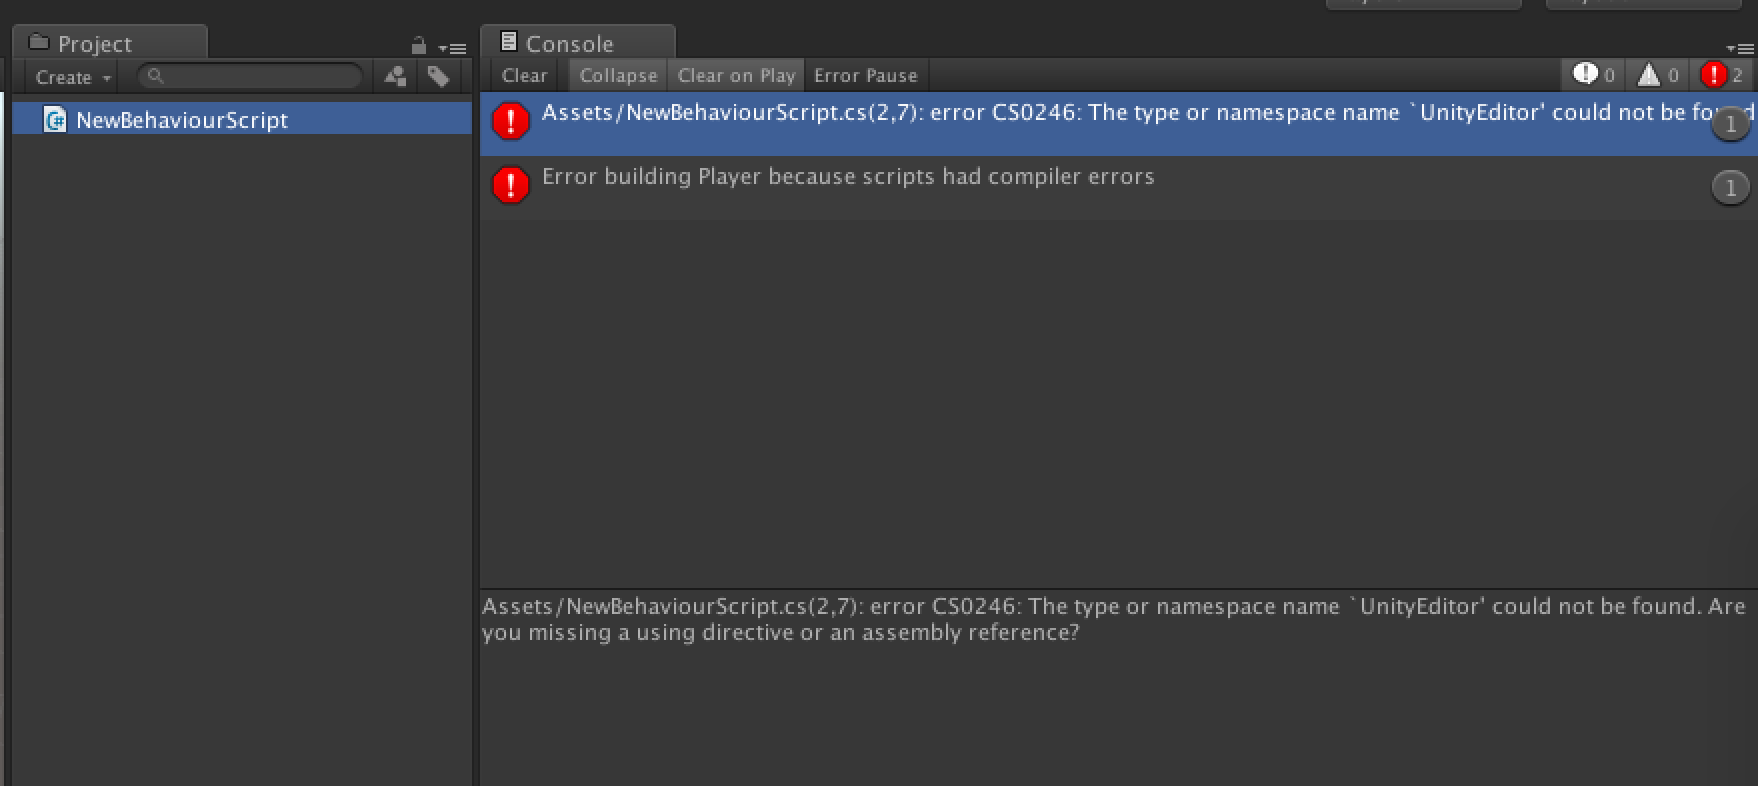 Project
Create
NewBehaviourScript
Console
Clear
Collapse
Clear on Play
Error Pause
0
0
2
Assets/NewBehaviourScript.cs(2,7): error CS0246: The type or namespace name `UnityEditor' could not be found
1
Error building Player because scripts had compiler errors
1
Assets/NewBehaviourScript.cs(2,7): error CS0246: The type or namespace name `UnityEditor' could not be found. Are
you missing a using directive or an assembly reference?